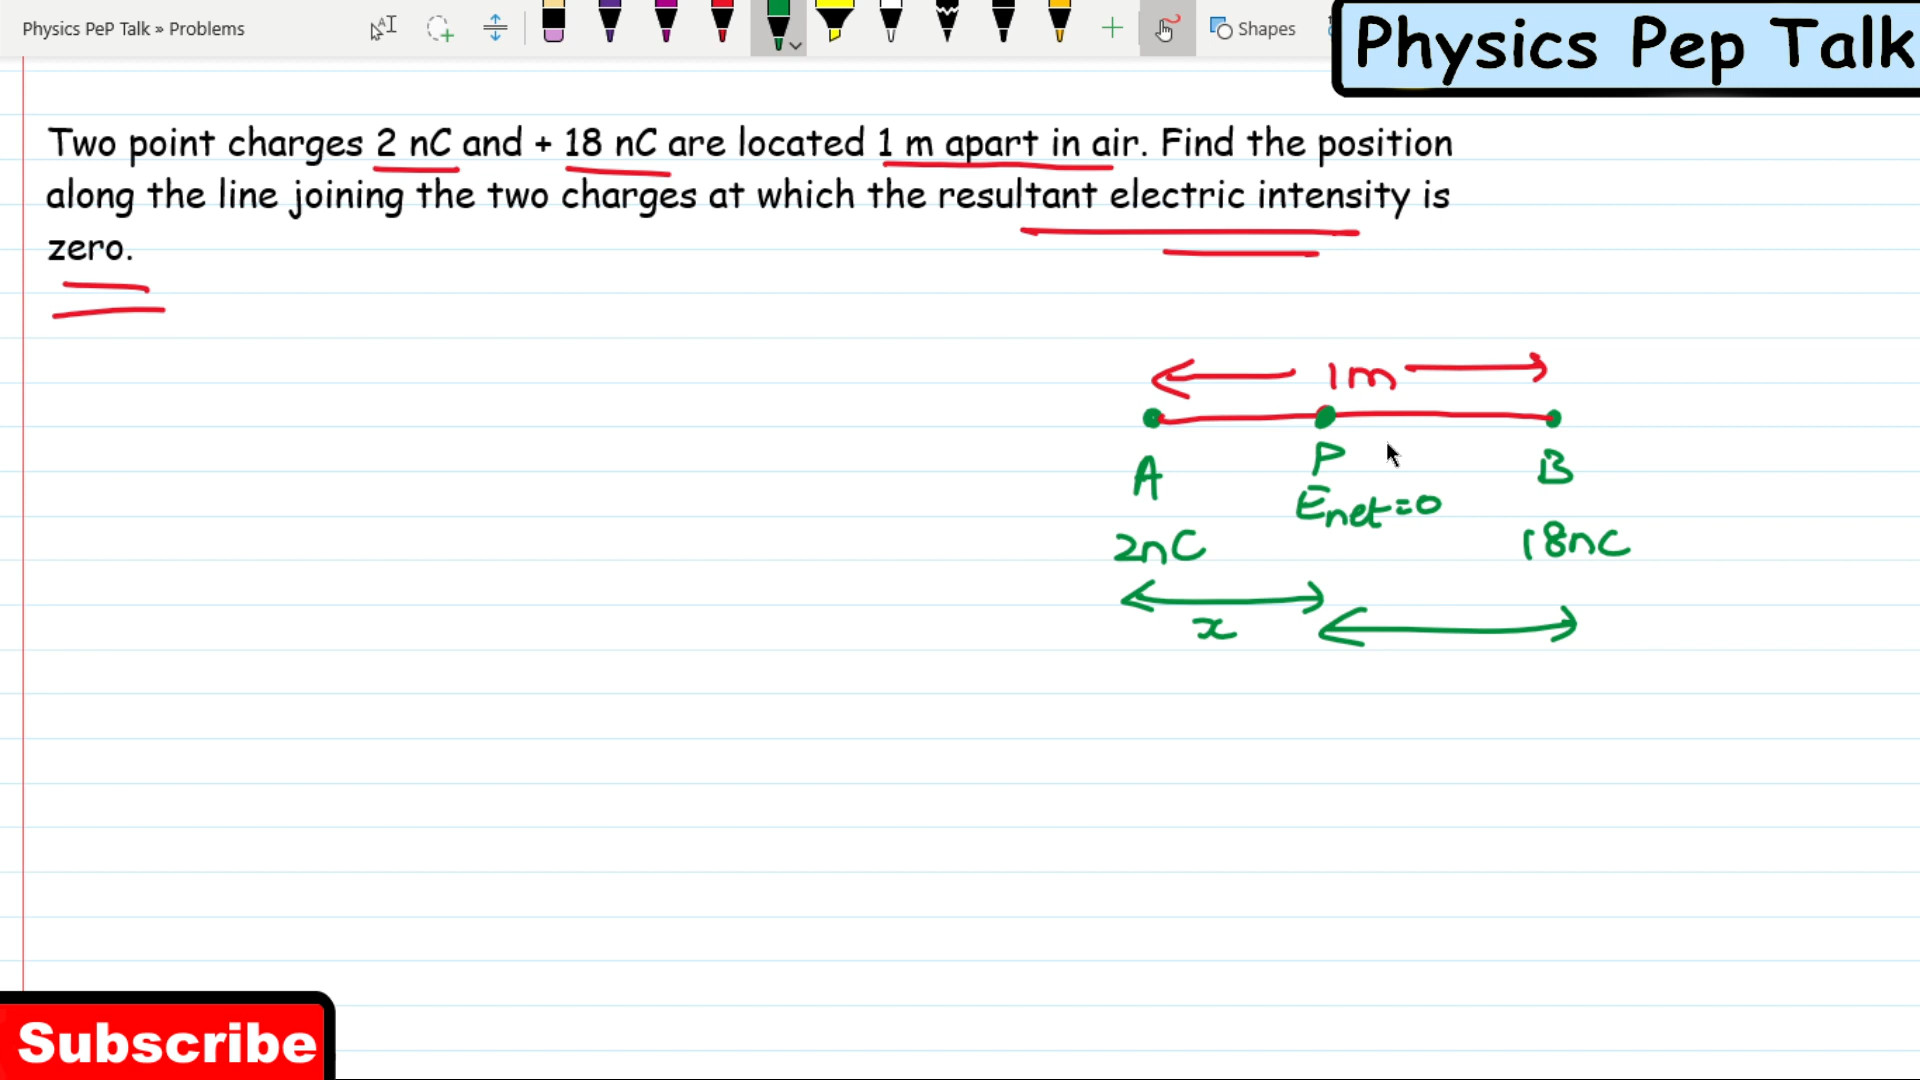 Physics PeP Talk » Problems
Shapes
Physics Pep Talk
Two point charges 2 nC and + 18 nC are located 1 m apart in air. Find the position
along the line joining the two charges at which the resultant electric intensity is
zero.
1m
A P B
Enet=0
2nC 18nC
x
Subscribe